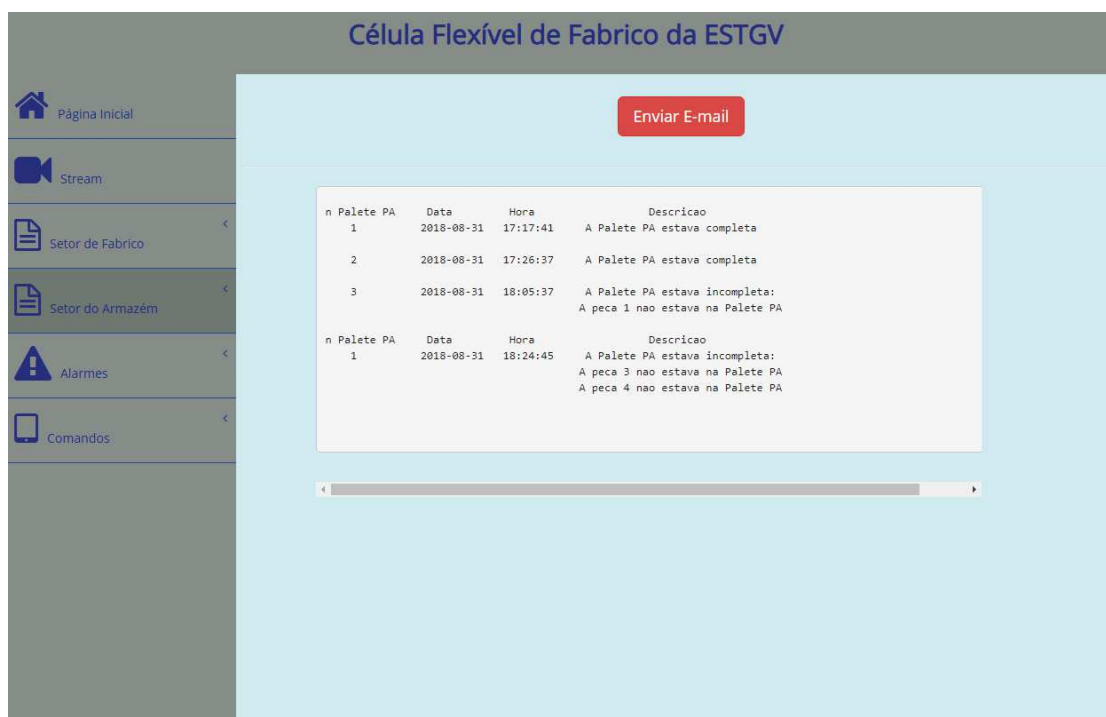 Célula Flexível de Fabrico da ESTGV
Página Inicial
Stream
Setor de Fabrico
Setor do Armazém
Alarmes
Comandos
Enviar E-mail
n Palete PA Data Hora Descricao
1 2018-08-31 17:17:41 A Palete PA estava completa
2 2018-08-31 17:26:37 A Palete PA estava completa
3 2018-08-31 18:05:37 A Palete PA estava incompleta:
A peca 1 nao estava na Palete PA
n Palete PA Data Hora Descricao
1 2018-08-31 18:24:45 A Palete PA estava incompleta:
A peca 3 nao estava na Palete PA
A peca 4 nao estava na Palete PA